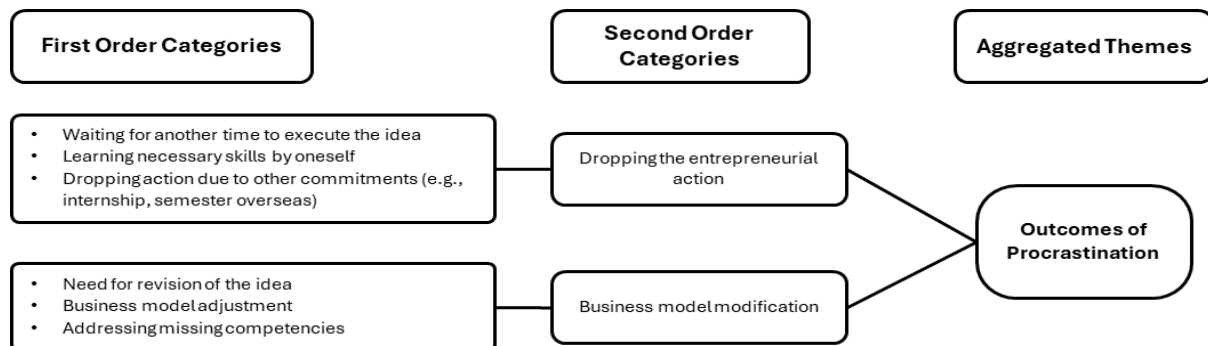 First Order Categories
Second Order
Categories
Aggregated Themes
• Waiting for another time to execute the idea
• Learning necessary skills by oneself
• Dropping action due to other commitments (e.g.,
internship, semester overseas)
Dropping the entrepreneurial
action
• Need for revision of the idea
• Business model adjustment
• Addressing missing competencies
Business model modification
Outcomes of
Procrastination